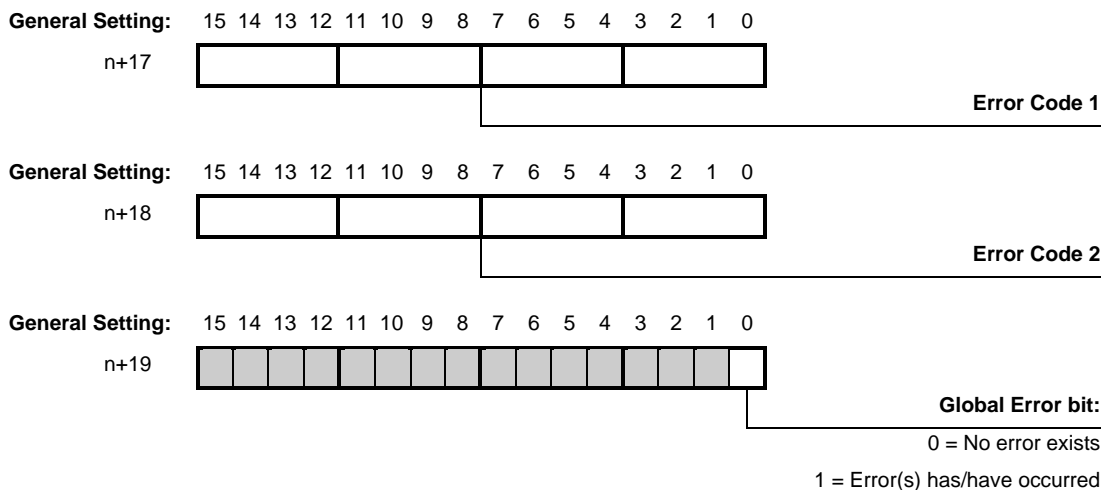 General Setting: 15 14 13 12 11 10 9 8 7 6 5 4 3 2 1 0
n+17
Error Code 1
General Setting: 15 14 13 12 11 10 9 8 7 6 5 4 3 2 1 0
n+18
Error Code 2
General Setting: 15 14 13 12 11 10 9 8 7 6 5 4 3 2 1 0
n+19
Global Error bit:
0 = No error exists
1 = Error(s) has/have occurred